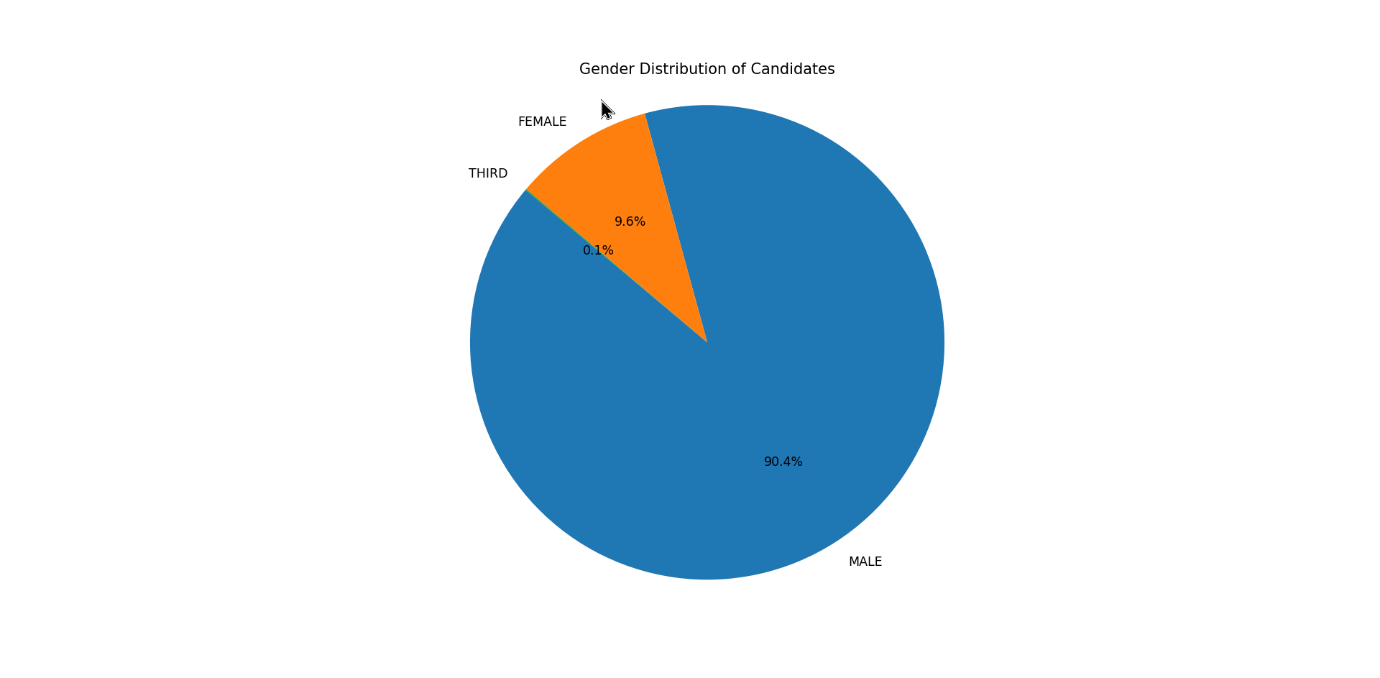 Gender Distribution of Candidates
FEMALE
THIRD
9.6%
0.1%
90.4%
MALE